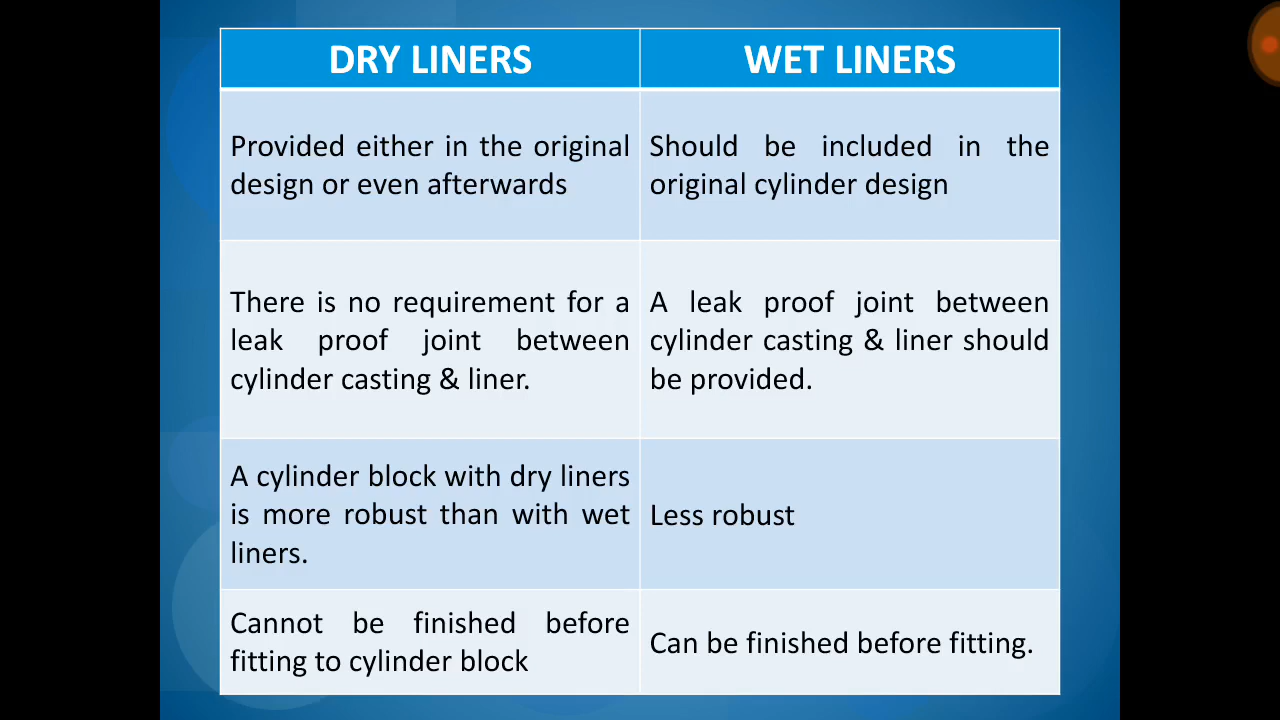 DRY LINERS
WET LINERS
Provided either in the original
design or even afterwards
Should be included in the
original cylinder design
There is no requirement for a
leak proof joint between
cylinder casting & liner.
A leak proof joint between
cylinder casting & liner should
be provided.
A cylinder block with dry liners
is more robust than with wet
liners.
Less robust
Cannot be finished before
fitting to cylinder block
Can be finished before fitting.